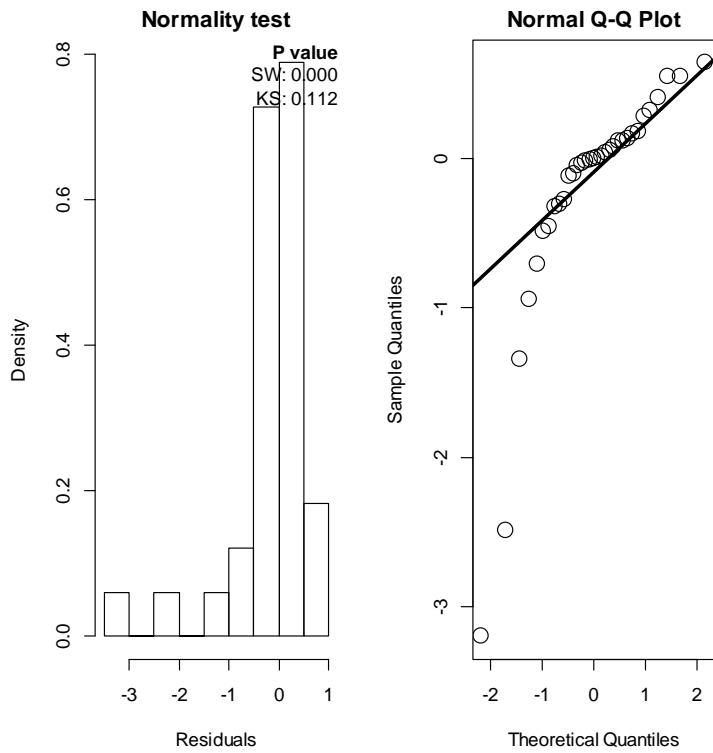 Normality test
P value
SW: 0.000
KS: 0.112
Density
0.0
0.2
0.4
0.6
0.8
-3 -2 -1 0 1
Residuals
Normal Q-Q Plot
Sample Quantiles
0
-1
-2
-3
-2 -1 0 1 2
Theoretical Quantiles